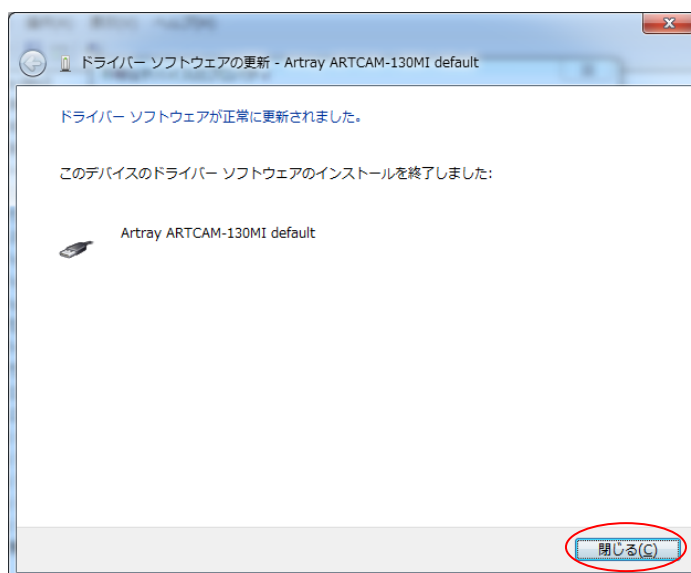 ドライバー ソフトウェアの更新 - Artray ARTCAM-130MI default
ドライバー ソフトウェアが正常に更新されました。
このデバイスのドライバー ソフトウェアのインストールを終了しました:
Artray ARTCAM-130MI default
閉じる(C)